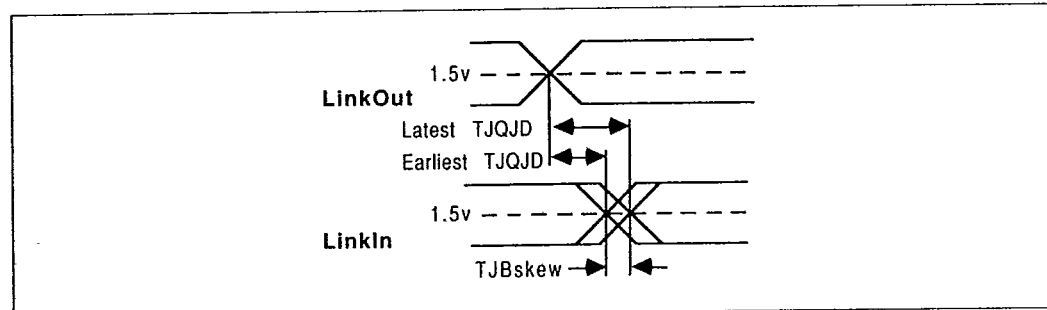 1.5v
LinkOut
Latest TJQJD
Earliest TJQJD
1.5v
LinkIn
TJBskew